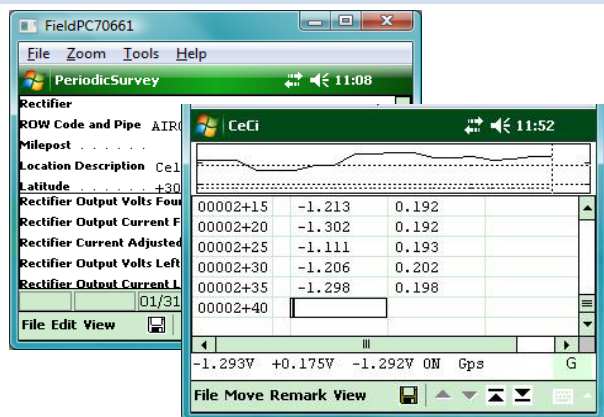 FieldPC70661
File Zoom Tools Help
PeriodicSurvey 11:08
Rectifier
ROW Code and Pipe
Milepost . . . . . .
Location Description Cel
Latitude . . . . . . +30
Rectifier Output Volts Foun
Rectifier Output Current F
Rectifier Current Adjusted
Rectifier Output Volts Left
Rectifier Output Current L
01/31
File Edit View
CeCi 11:52
00002+15 -1.213 0.192
00002+20 -1.302 0.192
00002+25 -1.111 0.193
00002+30 -1.206 0.202
00002+35 -1.298 0.198
00002+40
-1.293V +0.175V -1.292V ON Gps G
File Move Remark View